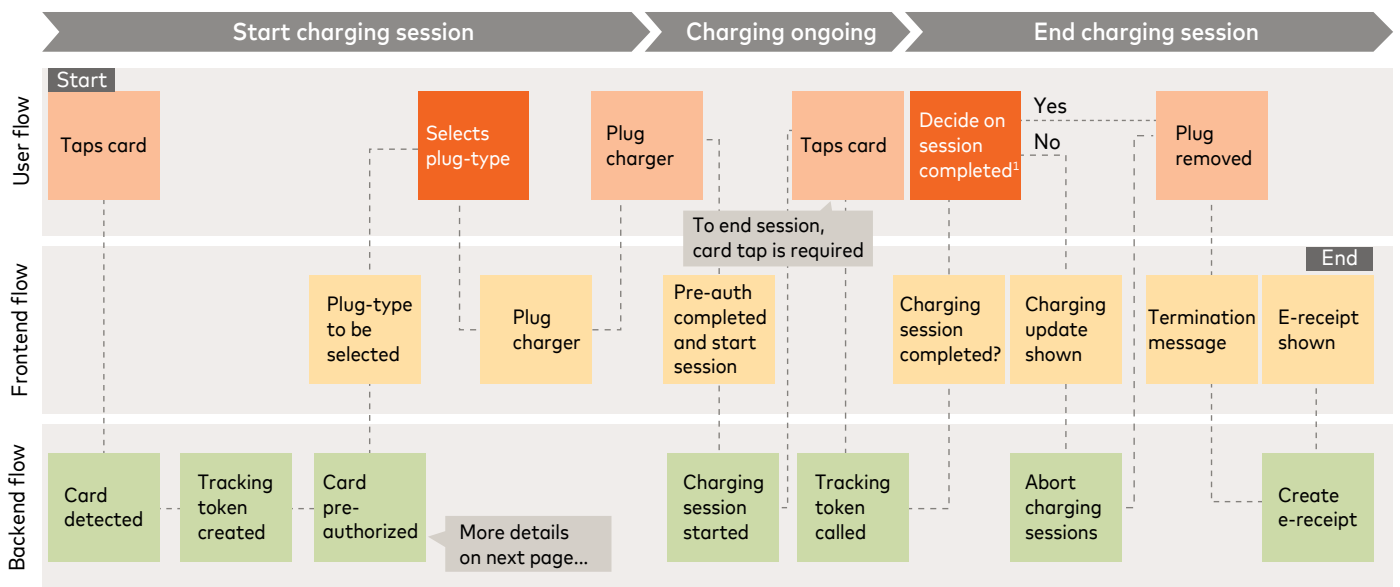 Start charging session
Charging ongoing
End charging session
User flow
Start
Taps card
Selects
plug-type
Plug
charger
Taps card
Decide on
session
completed1
Yes
No
Plug
removed
To end session,
card tap is required
Frontend flow
End
Plug-type
to be
selected
Plug
charger
Pre-auth
completed
and start
session
Charging
session
completed?
Charging
update
shown
Termination
message
E-receipt
shown
Backend flow
Card
detected
Tracking
token
created
Card
pre-
authorized
More details
on next page...
Charging
session
started
Tracking
token
called
Abort
charging
sessions
Create
e-receipt